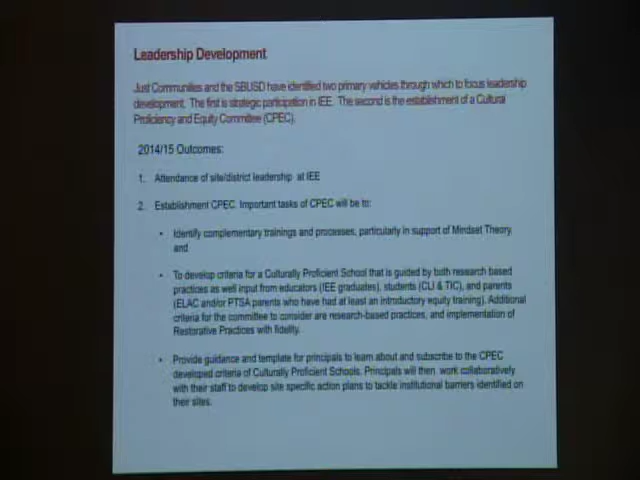 Leadership Development
Just Communities and the SBUSD have identified two primary vehicles through which to focus leadership
development. The first is strategic participation in IEE. The second is the establishment of a Cultural
Proficiency and Equity Committee (CPEC).
2014/15 Outcomes:
1. Attendance of site/district leadership at IEE
2. Establishment CPEC. Important tasks of CPEC will be to:
• Identify complementary trainings and processes, particularly in support of Mindset Theory,
and
• To develop criteria for a Culturally Proficient School that is guided by both research based
practices as well input from educators (IEE graduates), students (CLI & TIC), and parents
(ELAC and/or PTSA parents who have had at least an introductory equity training). Additional
criteria for the committee to consider are research-based practices, and implementation of
Restorative Practices with fidelity.
• Provide guidance and template for principals to learn about and subscribe to the CPEC
developed criteria of Culturally Proficient Schools. Principals will then work collaboratively
with their staff to develop site specific action plans to tackle institutional barriers identified on
their sites.